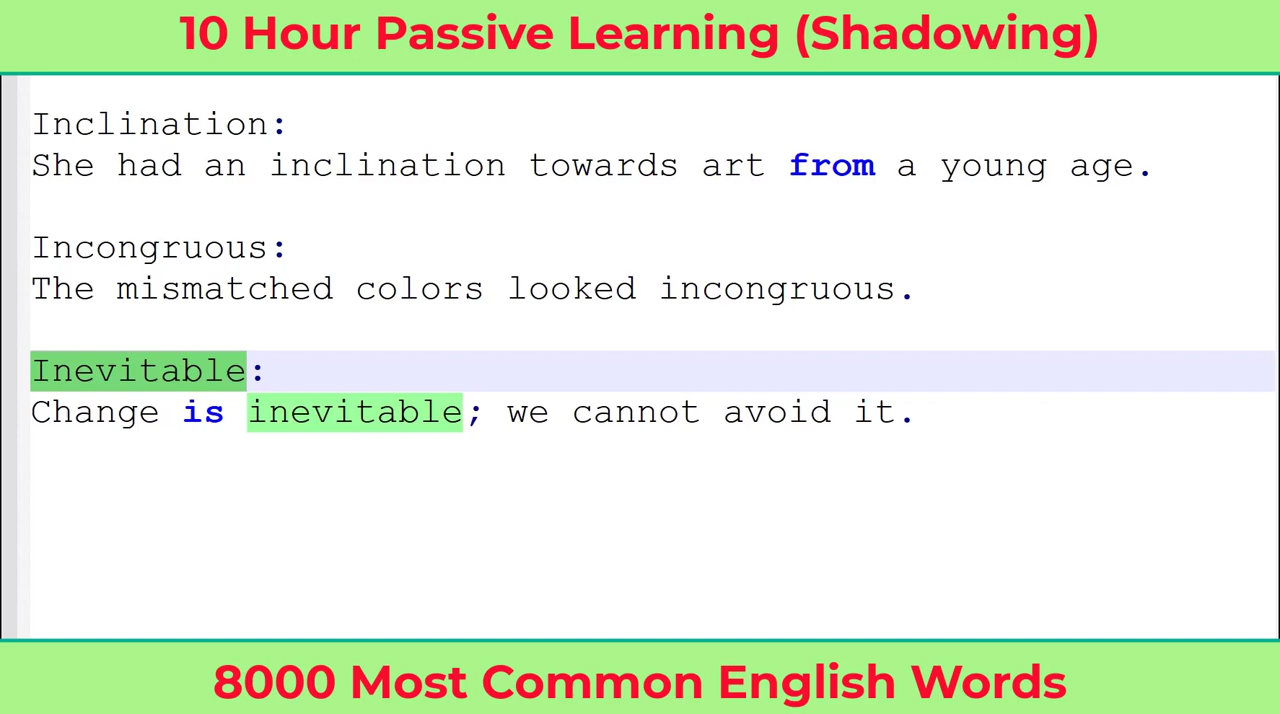 10 Hour Passive Learning (Shadowing)
Inclination:
She had an inclination towards art from a young age.
Incongruous:
The mismatched colors looked incongruous.
Inevitable:
Change is inevitable; we cannot avoid it.
8000 Most Common English Words